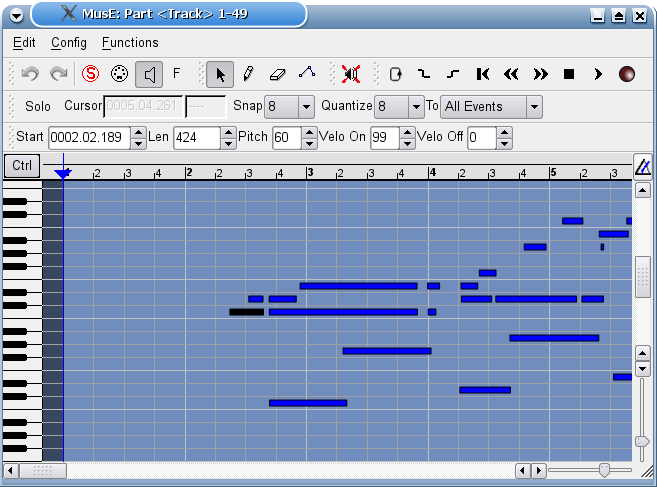 MusE: Part <Track> 1-49
Edit Config Functions
S F
Solo Cursor 0005.04.261 ---- Snap 8 Quantize 8 To All Events
Start 0002.02.189 Len 424 Pitch 60 Velo On 99 Velo Off 0
Ctrl 2 3 4 2 2 3 4 3 2 3 4 4 2 3 4 5 2 3